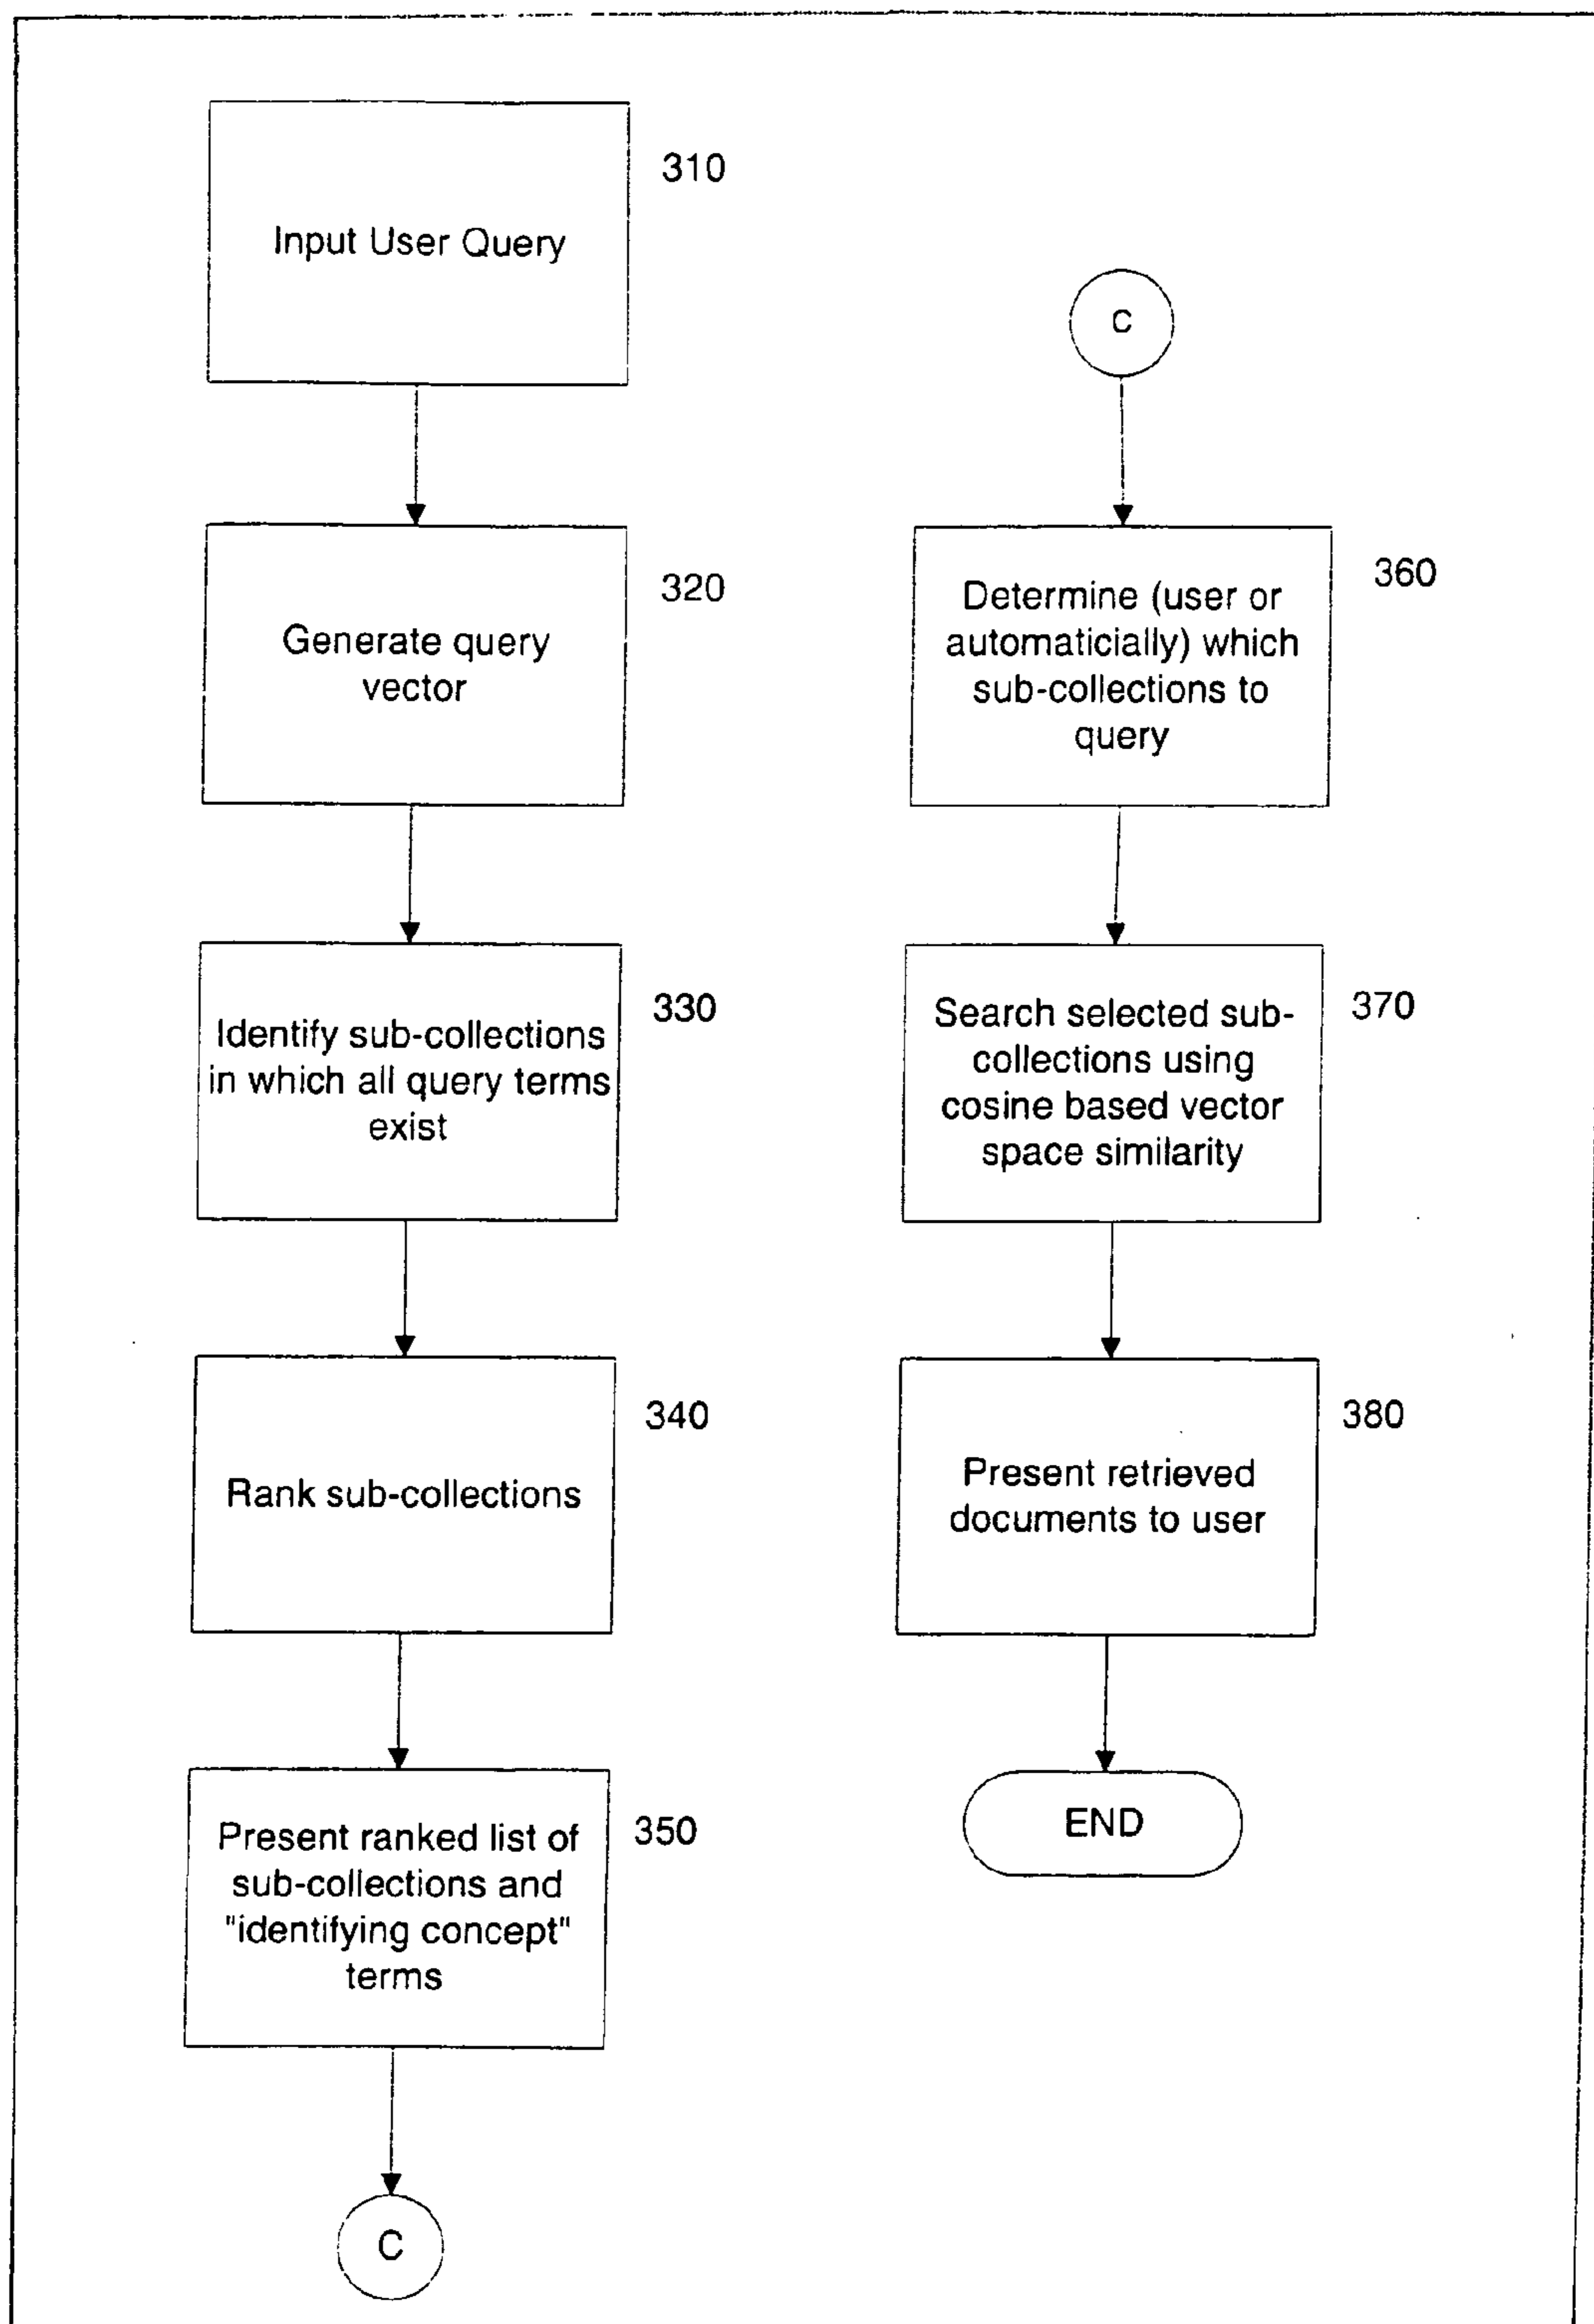 310
Input User Query
320
Generate query
vector
330
Identify sub-collections
in which all query terms
exist
340
Rank sub-collections
350
Present ranked list of
sub-collections and
"identifying concept"
terms
C
C
360
Determine (user or
automaticially) which
sub-collections to
query
370
Search selected sub-
collections using
cosine based vector
space similarity
380
Present retrieved
documents to user
END